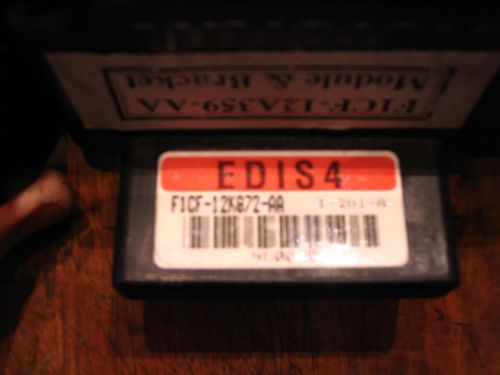 F1CF-12A359-AA
Module & Bracket
EDIS4
F1CF-12K072-AA